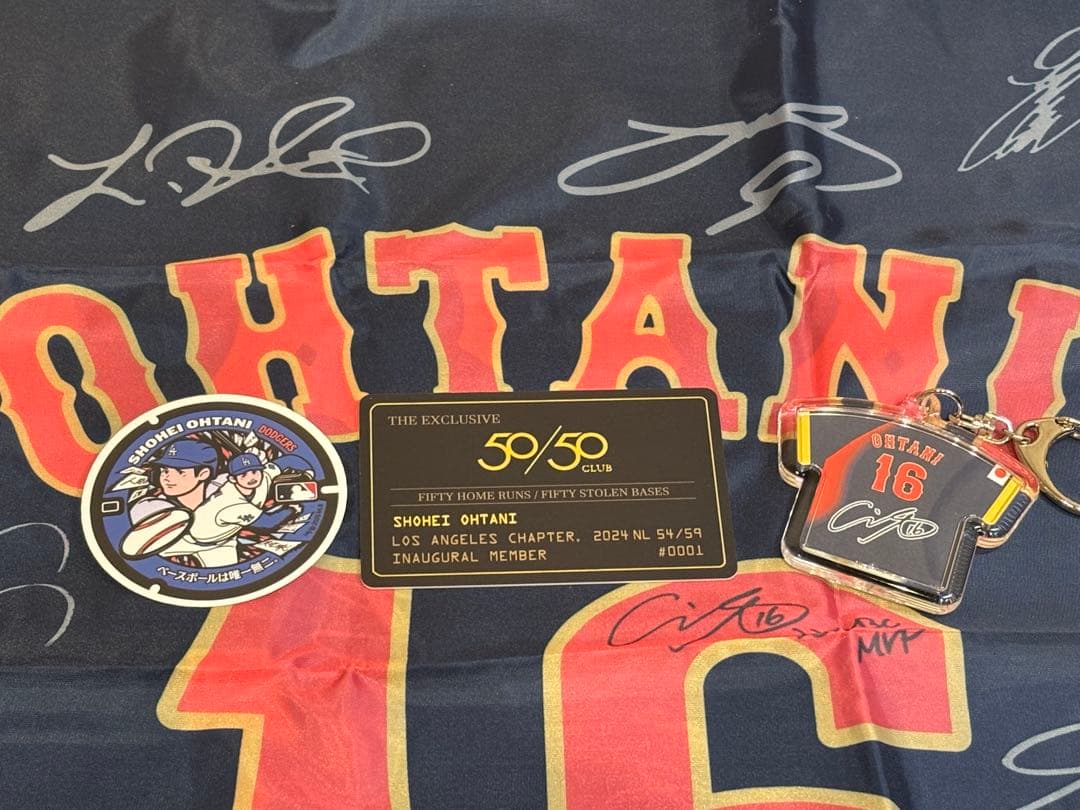 OHTANI
SHOHEI OHTANI
DODGERS
ベースボールは唯一無二.
THE EXCLUSIVE
50/50
CLUB
FIFTY HOME RUNS / FIFTY STOLEN BASES
SHOHEI OHTANI
LOS ANGELES CHAPTER. 2024 NL 54/59
INAUGURAL MEMBER #0001
OHTANI
16
16
16
MVP
16